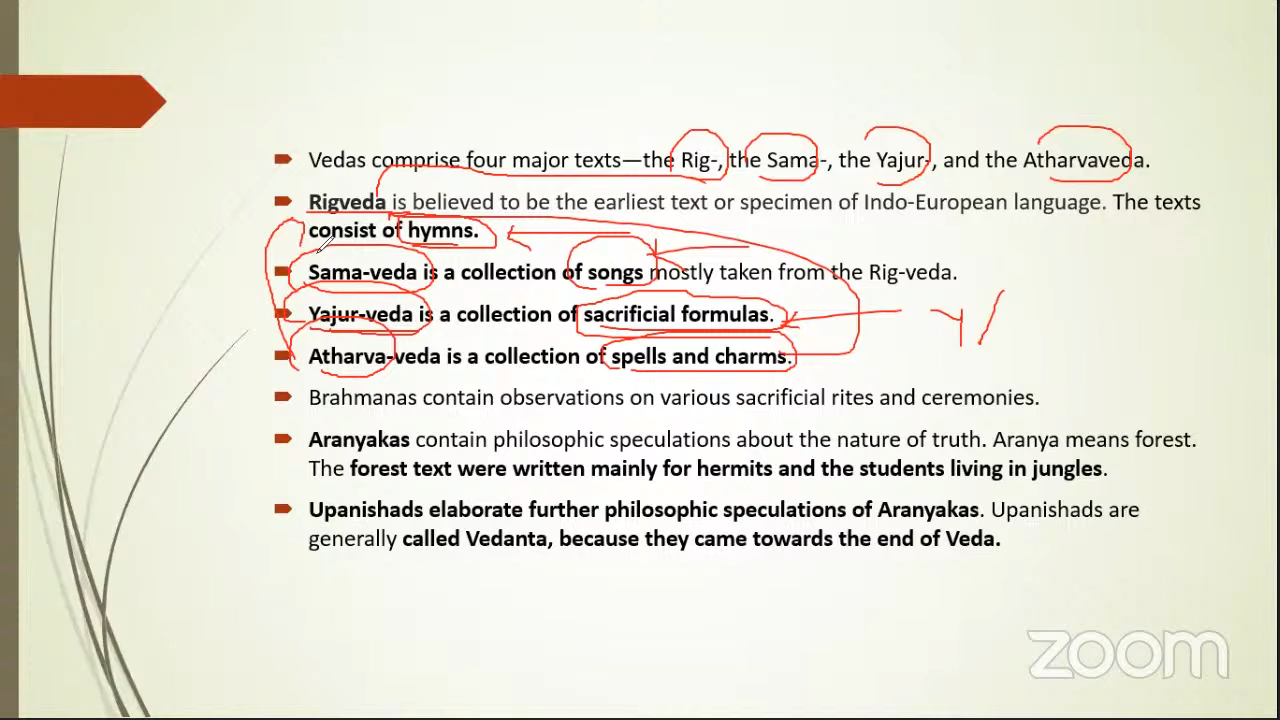 Vedas comprise four major texts—the Rig-, the Sama-, the Yajur-, and the Atharvaveda.
Rigveda is believed to be the earliest text or specimen of Indo-European language. The texts
consist of hymns.
Sama-veda is a collection of songs mostly taken from the Rig-veda.
Yajur-veda is a collection of sacrificial formulas.
Atharva-veda is a collection of spells and charms.
Brahmanas contain observations on various sacrificial rites and ceremonies.
Aranyakas contain philosophic speculations about the nature of truth. Aranya means forest.
The forest text were written mainly for hermits and the students living in jungles.
Upanishads elaborate further philosophic speculations of Aranyakas. Upanishads are
generally called Vedanta, because they came towards the end of Veda.
zoom